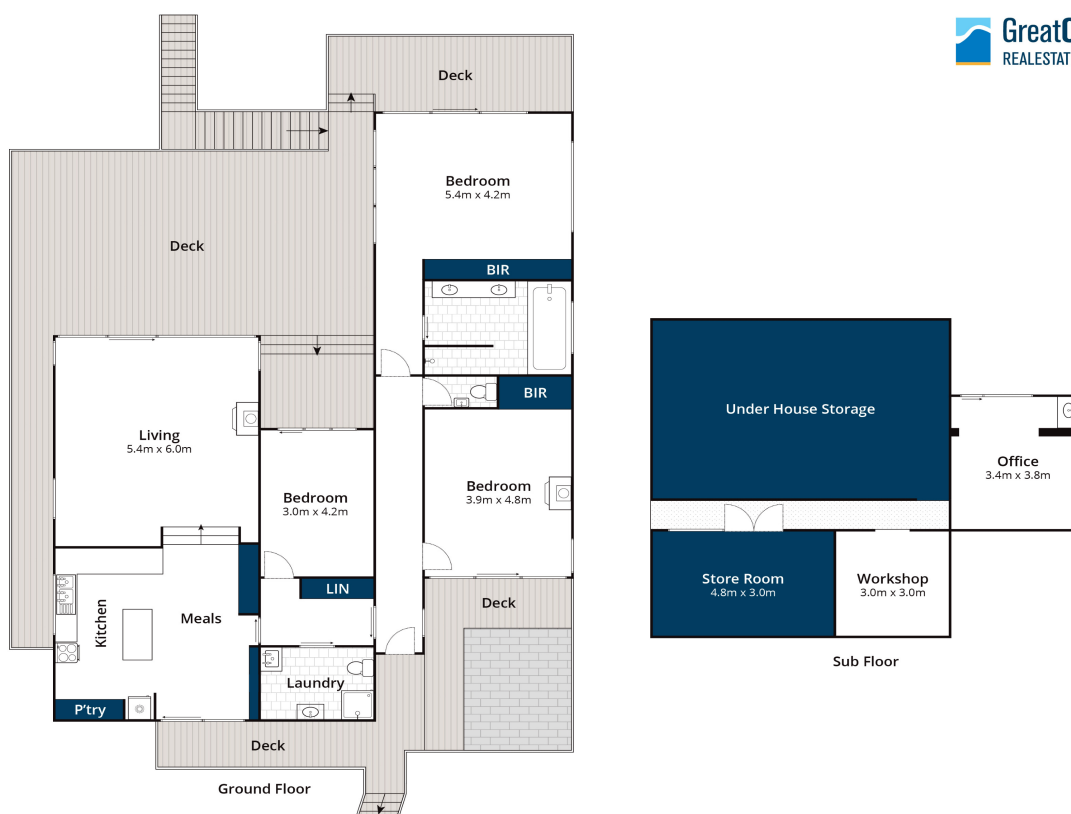 GreatC
REALESTAT
Deck
Bedroom
5.4m x 4.2m
Deck
BIR
BIR
Living
5.4m x 6.0m
Bedroom
3.0m x 4.2m
Bedroom
3.9m x 4.8m
LIN
Kitchen
Meals
Deck
Laundry
P'try
Deck
Ground Floor
Under House Storage
Office
3.4m x 3.8m
Store Room
4.8m x 3.0m
Workshop
3.0m x 3.0m
Sub Floor